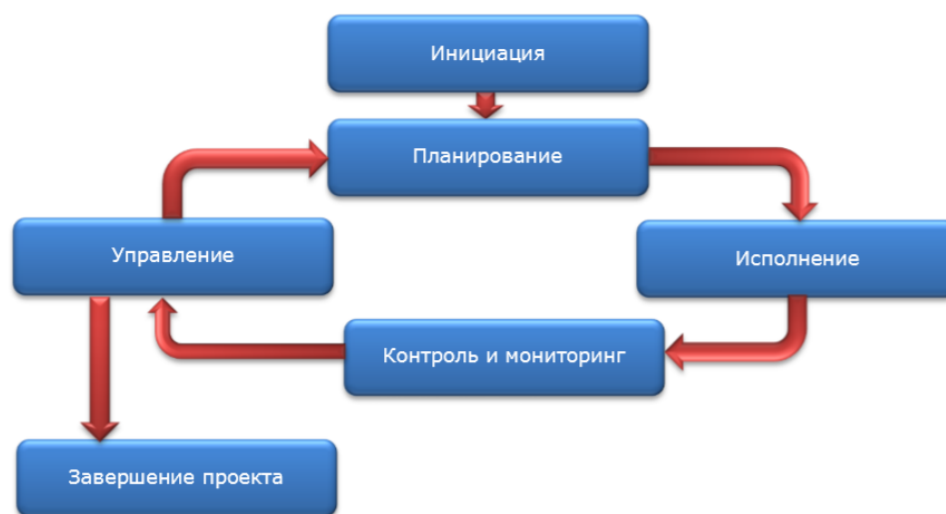 Инициация
Планирование
Управление
Исполнение
Контроль и мониторинг
Завершение проекта